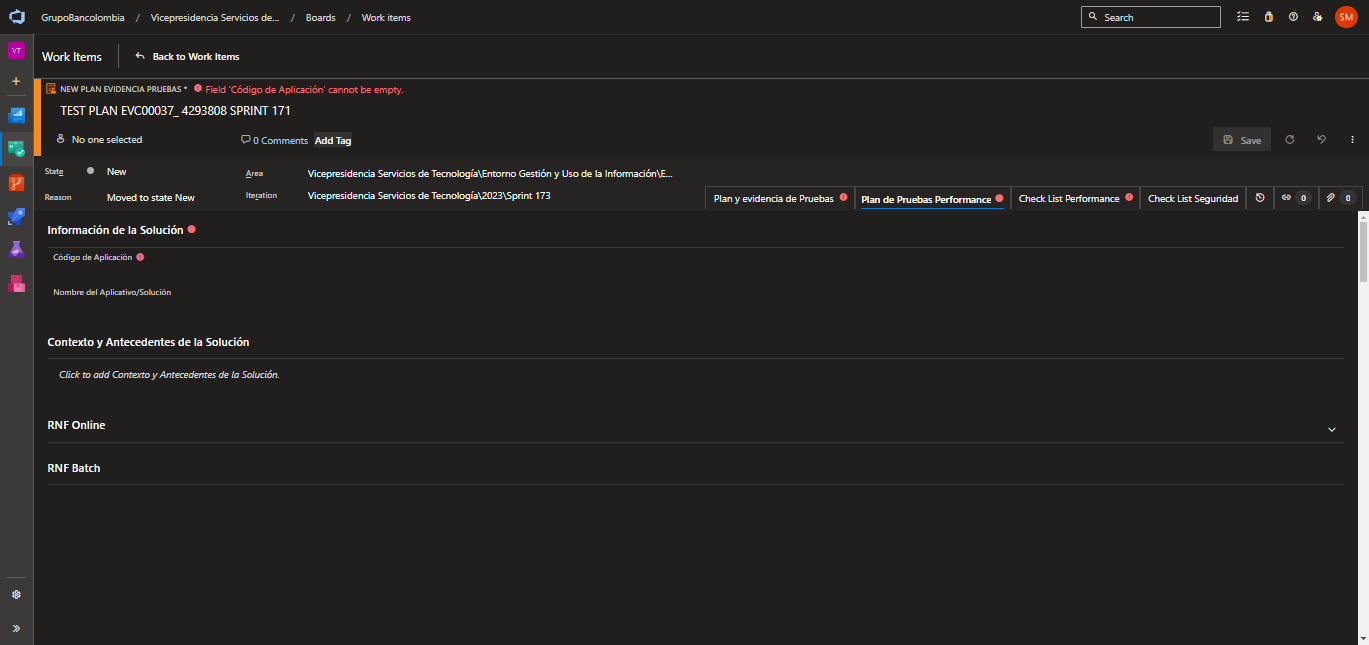 GrupoBancolombia / Vicepresidencia Servicios de... / Boards / Work items
Search
SM
VT
Work Items
Back to Work Items
NEW PLAN EVIDENCIA PRUEBAS * Field 'Código de Aplicación' cannot be empty.
TEST PLAN EVC00037_ 4293808 SPRINT 171
No one selected
0 Comments
Add Tag
Save
State New
Area Vicepresidencia Servicios de Tecnología\Entorno Gestión y Uso de la Información\E...
Reason Moved to state New
Iteration Vicepresidencia Servicios de Tecnología\2023\Sprint 173
Plan y evidencia de Pruebas
Plan de Pruebas Performance
Check List Performance
Check List Seguridad
0
0
Información de la Solución
Código de Aplicación
Nombre del Aplicativo/Solución
Contexto y Antecedentes de la Solución
Click to add Contexto y Antecedentes de la Solución.
RNF Online
RNF Batch